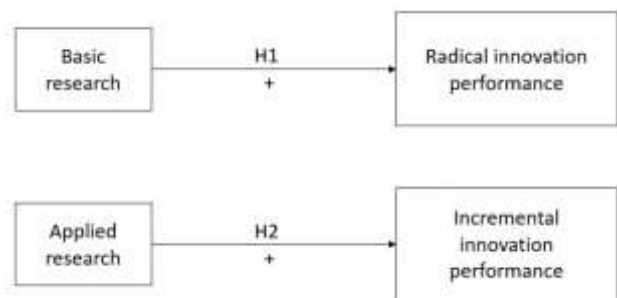 Basic
research
H1
+
Radical innovation
performance
Applied
research
H2
+
Incremental
innovation
performance